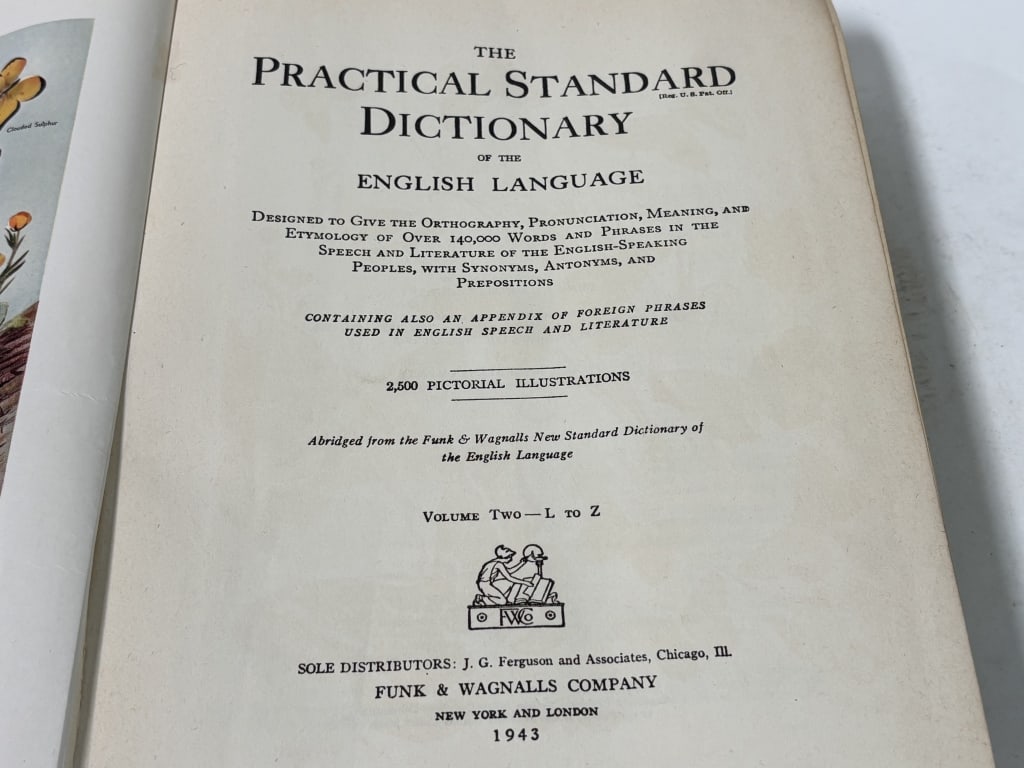 Clouded Sulphur
THE
PRACTICAL STANDARD
[Reg. U. S. Pat. Off.]
DICTIONARY
OF THE
ENGLISH LANGUAGE
DESIGNED TO GIVE THE ORTHOGRAPHY, PRONUNCIATION, MEANING, AND
ETYMOLOGY OF OVER 140,000 WORDS AND PHRASES IN THE
SPEECH AND LITERATURE OF THE ENGLISH-SPEAKING
PEOPLES, WITH SYNONYMS, ANTONYMS, AND
PREPOSITIONS
CONTAINING ALSO AN APPENDIX OF FOREIGN PHRASES
USED IN ENGLISH SPEECH AND LITERATURE
2,500 PICTORIAL ILLUSTRATIONS
Abridged from the Funk & Wagnalls New Standard Dictionary of
the English Language
VOLUME TWO — L TO Z
FWCo
SOLE DISTRIBUTORS: J. G. Ferguson and Associates, Chicago, Ill.
FUNK & WAGNALLS COMPANY
NEW YORK AND LONDON
1943